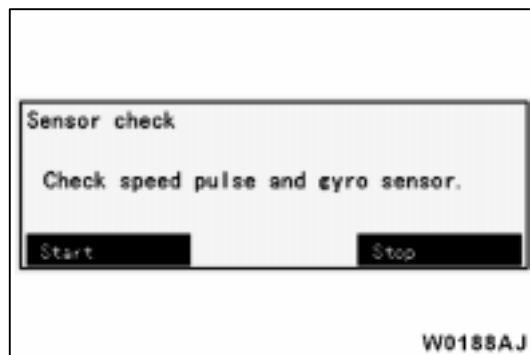 Sensor check
Check speed pulse and gyro sensor.
Start Stop
W0188AJ